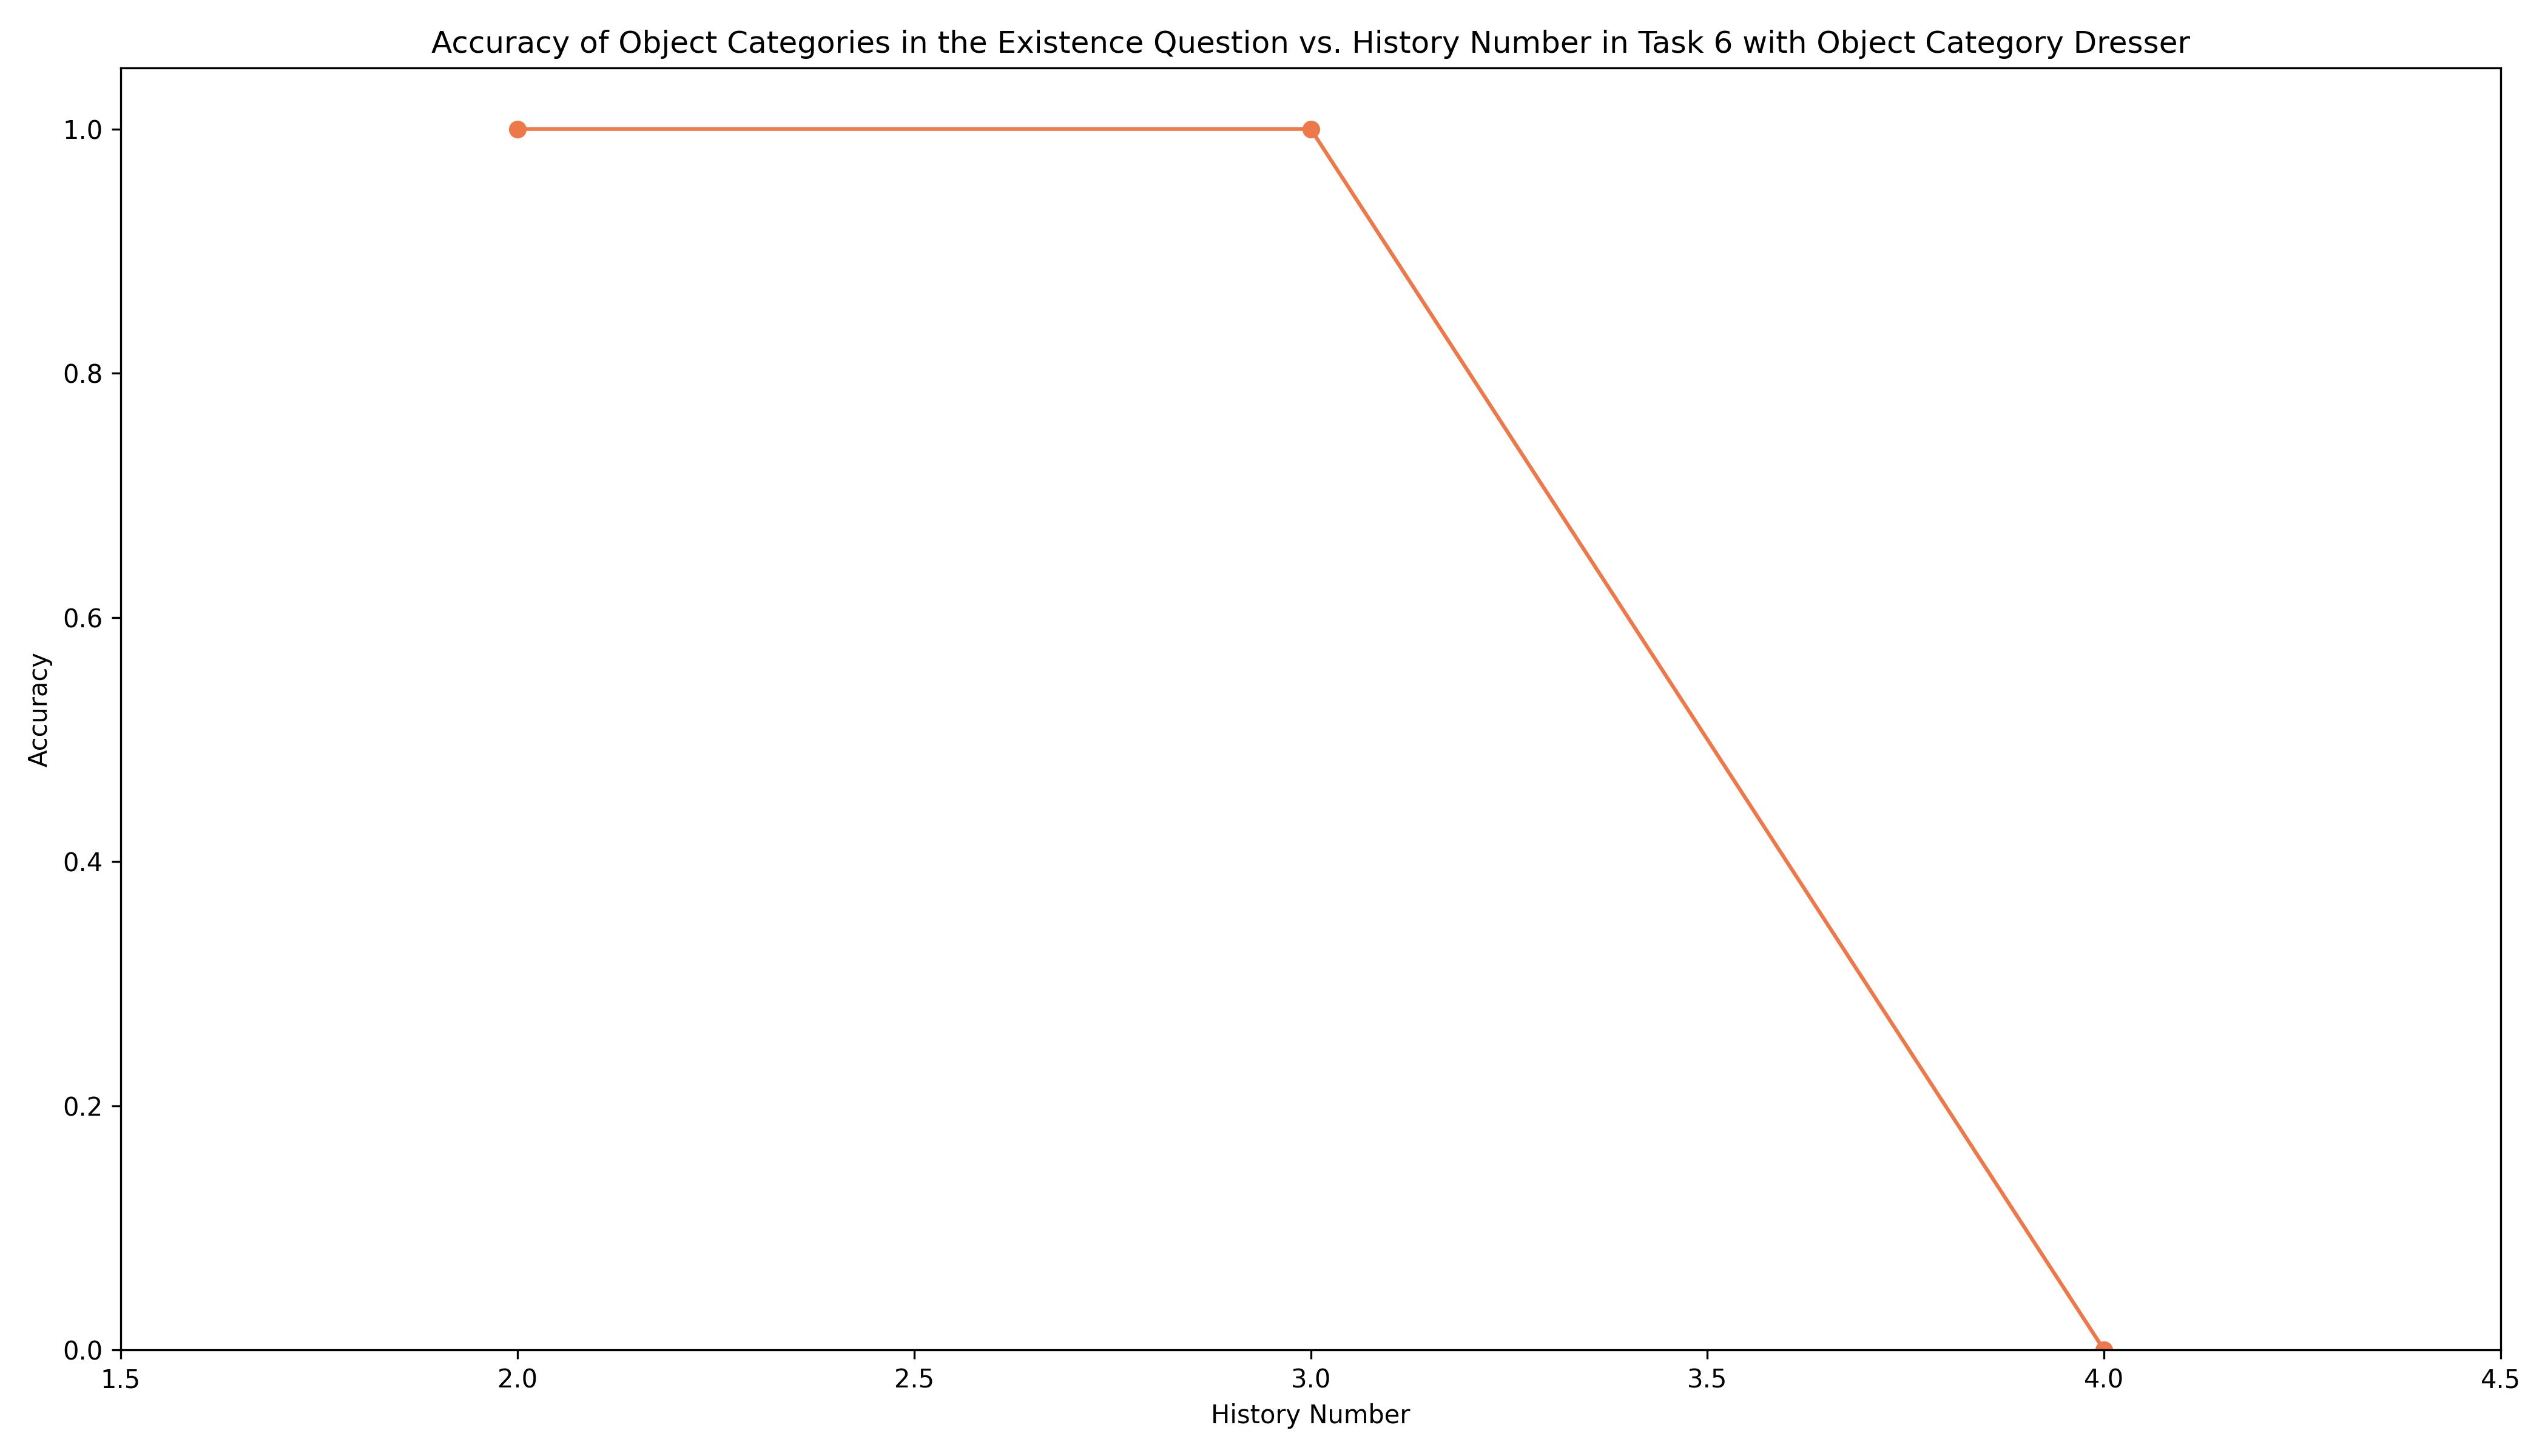 Accuracy of Object Categories in the Existence Question vs. History Number in Task 6 with Object Category Dresser
1.0
0.8
0.6
0.4
0.2
0.0
Accuracy
1.5 2.0 2.5 3.0 3.5 4.0 4.5
History Number